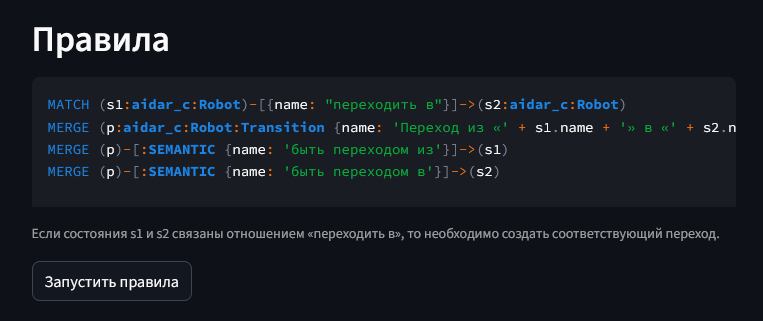 Правила
MATCH (s1:aidar_c:Robot)-[{name: "переходить в"}]->(s2:aidar_c:Robot)
MERGE (p:aidar_c:Robot:Transition {name: 'Переход из «' + s1.name + '» в «' + s2.n
MERGE (p)-[:SEMANTIC {name: 'быть переходом из'}]->(s1)
MERGE (p)-[:SEMANTIC {name: 'быть переходом в'}]->(s2)
Если состояния s1 и s2 связаны отношением «переходить в», то необходимо создать соответствующий переход.
Запустить правила